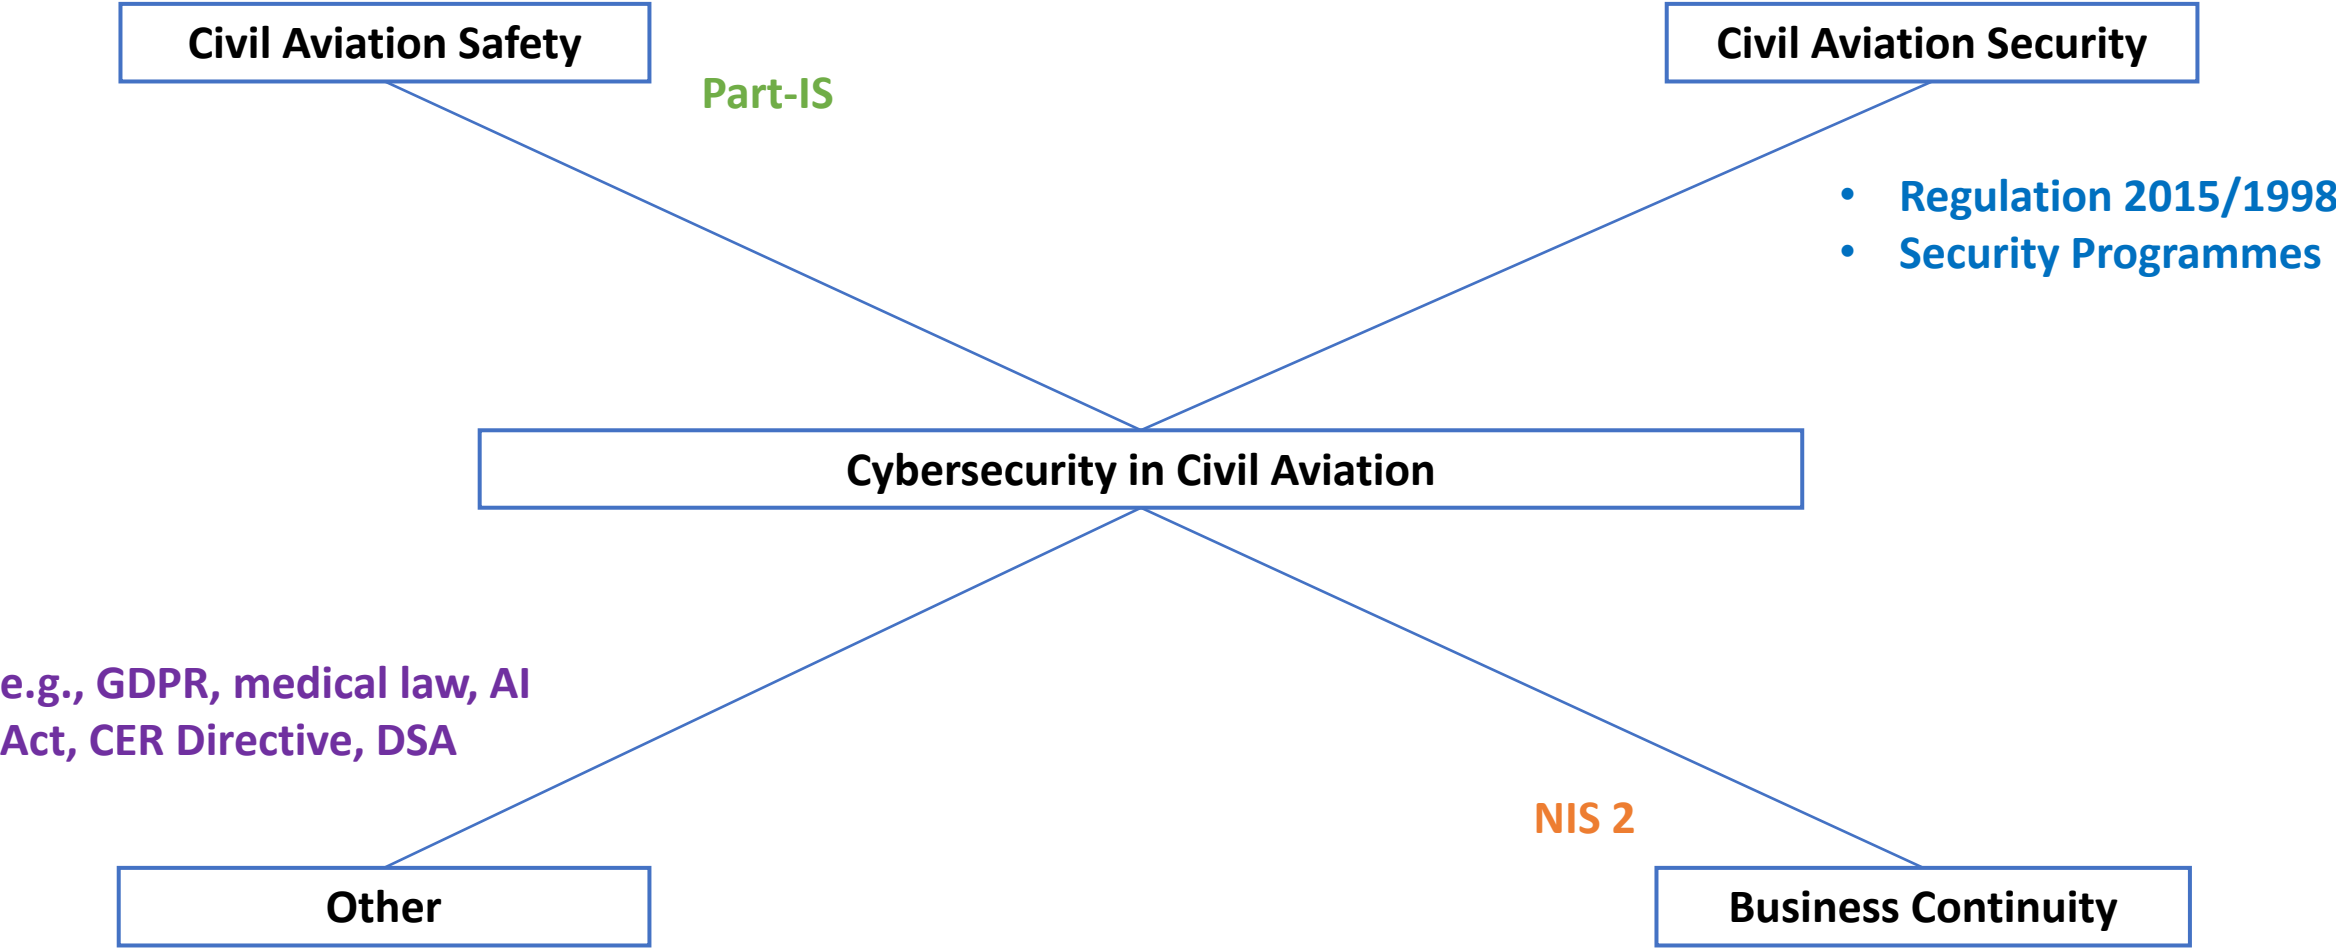 Civil Aviation Safety
Civil Aviation Security
Part-IS
• Regulation 2015/1998
• Security Programmes
Cybersecurity in Civil Aviation
e.g., GDPR, medical law, AI
Act, CER Directive, DSA
NIS 2
Other
Business Continuity